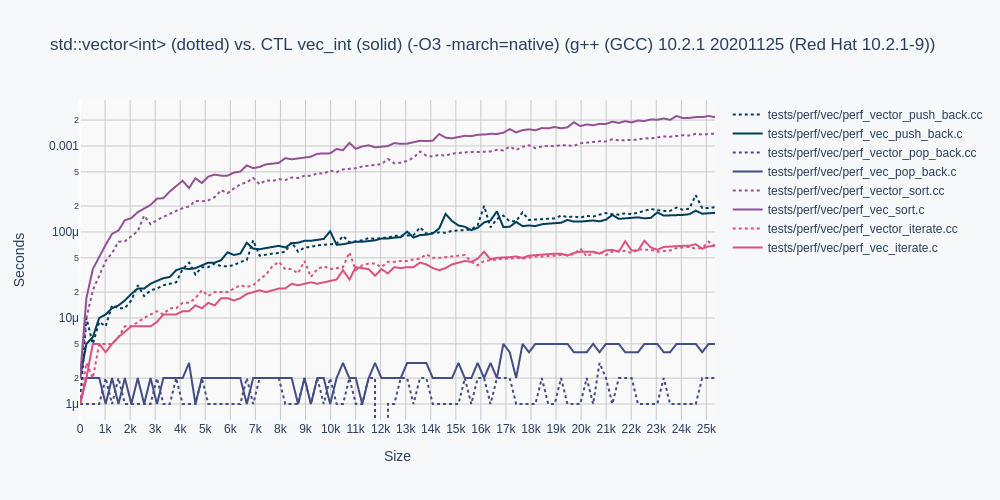 std::vector<int> (dotted) vs. CTL vec_int (solid) (-O3 -march=native) (g++ (GCC) 10.2.1 20201125 (Red Hat 10.2.1-9))
2
0.001
5
2
100μ
5
2
10μ
5
2
1μ
Seconds
0 1k 2k 3k 4k 5k 6k 7k 8k 9k 10k 11k 12k 13k 14k 15k 16k 17k 18k 19k 20k 21k 22k 23k 24k 25k
Size
tests/perf/vec/perf_vector_push_back.cc
tests/perf/vec/perf_vec_push_back.c
tests/perf/vec/perf_vector_pop_back.cc
tests/perf/vec/perf_vec_pop_back.c
tests/perf/vec/perf_vector_sort.cc
tests/perf/vec/perf_vec_sort.c
tests/perf/vec/perf_vector_iterate.cc
tests/perf/vec/perf_vec_iterate.c